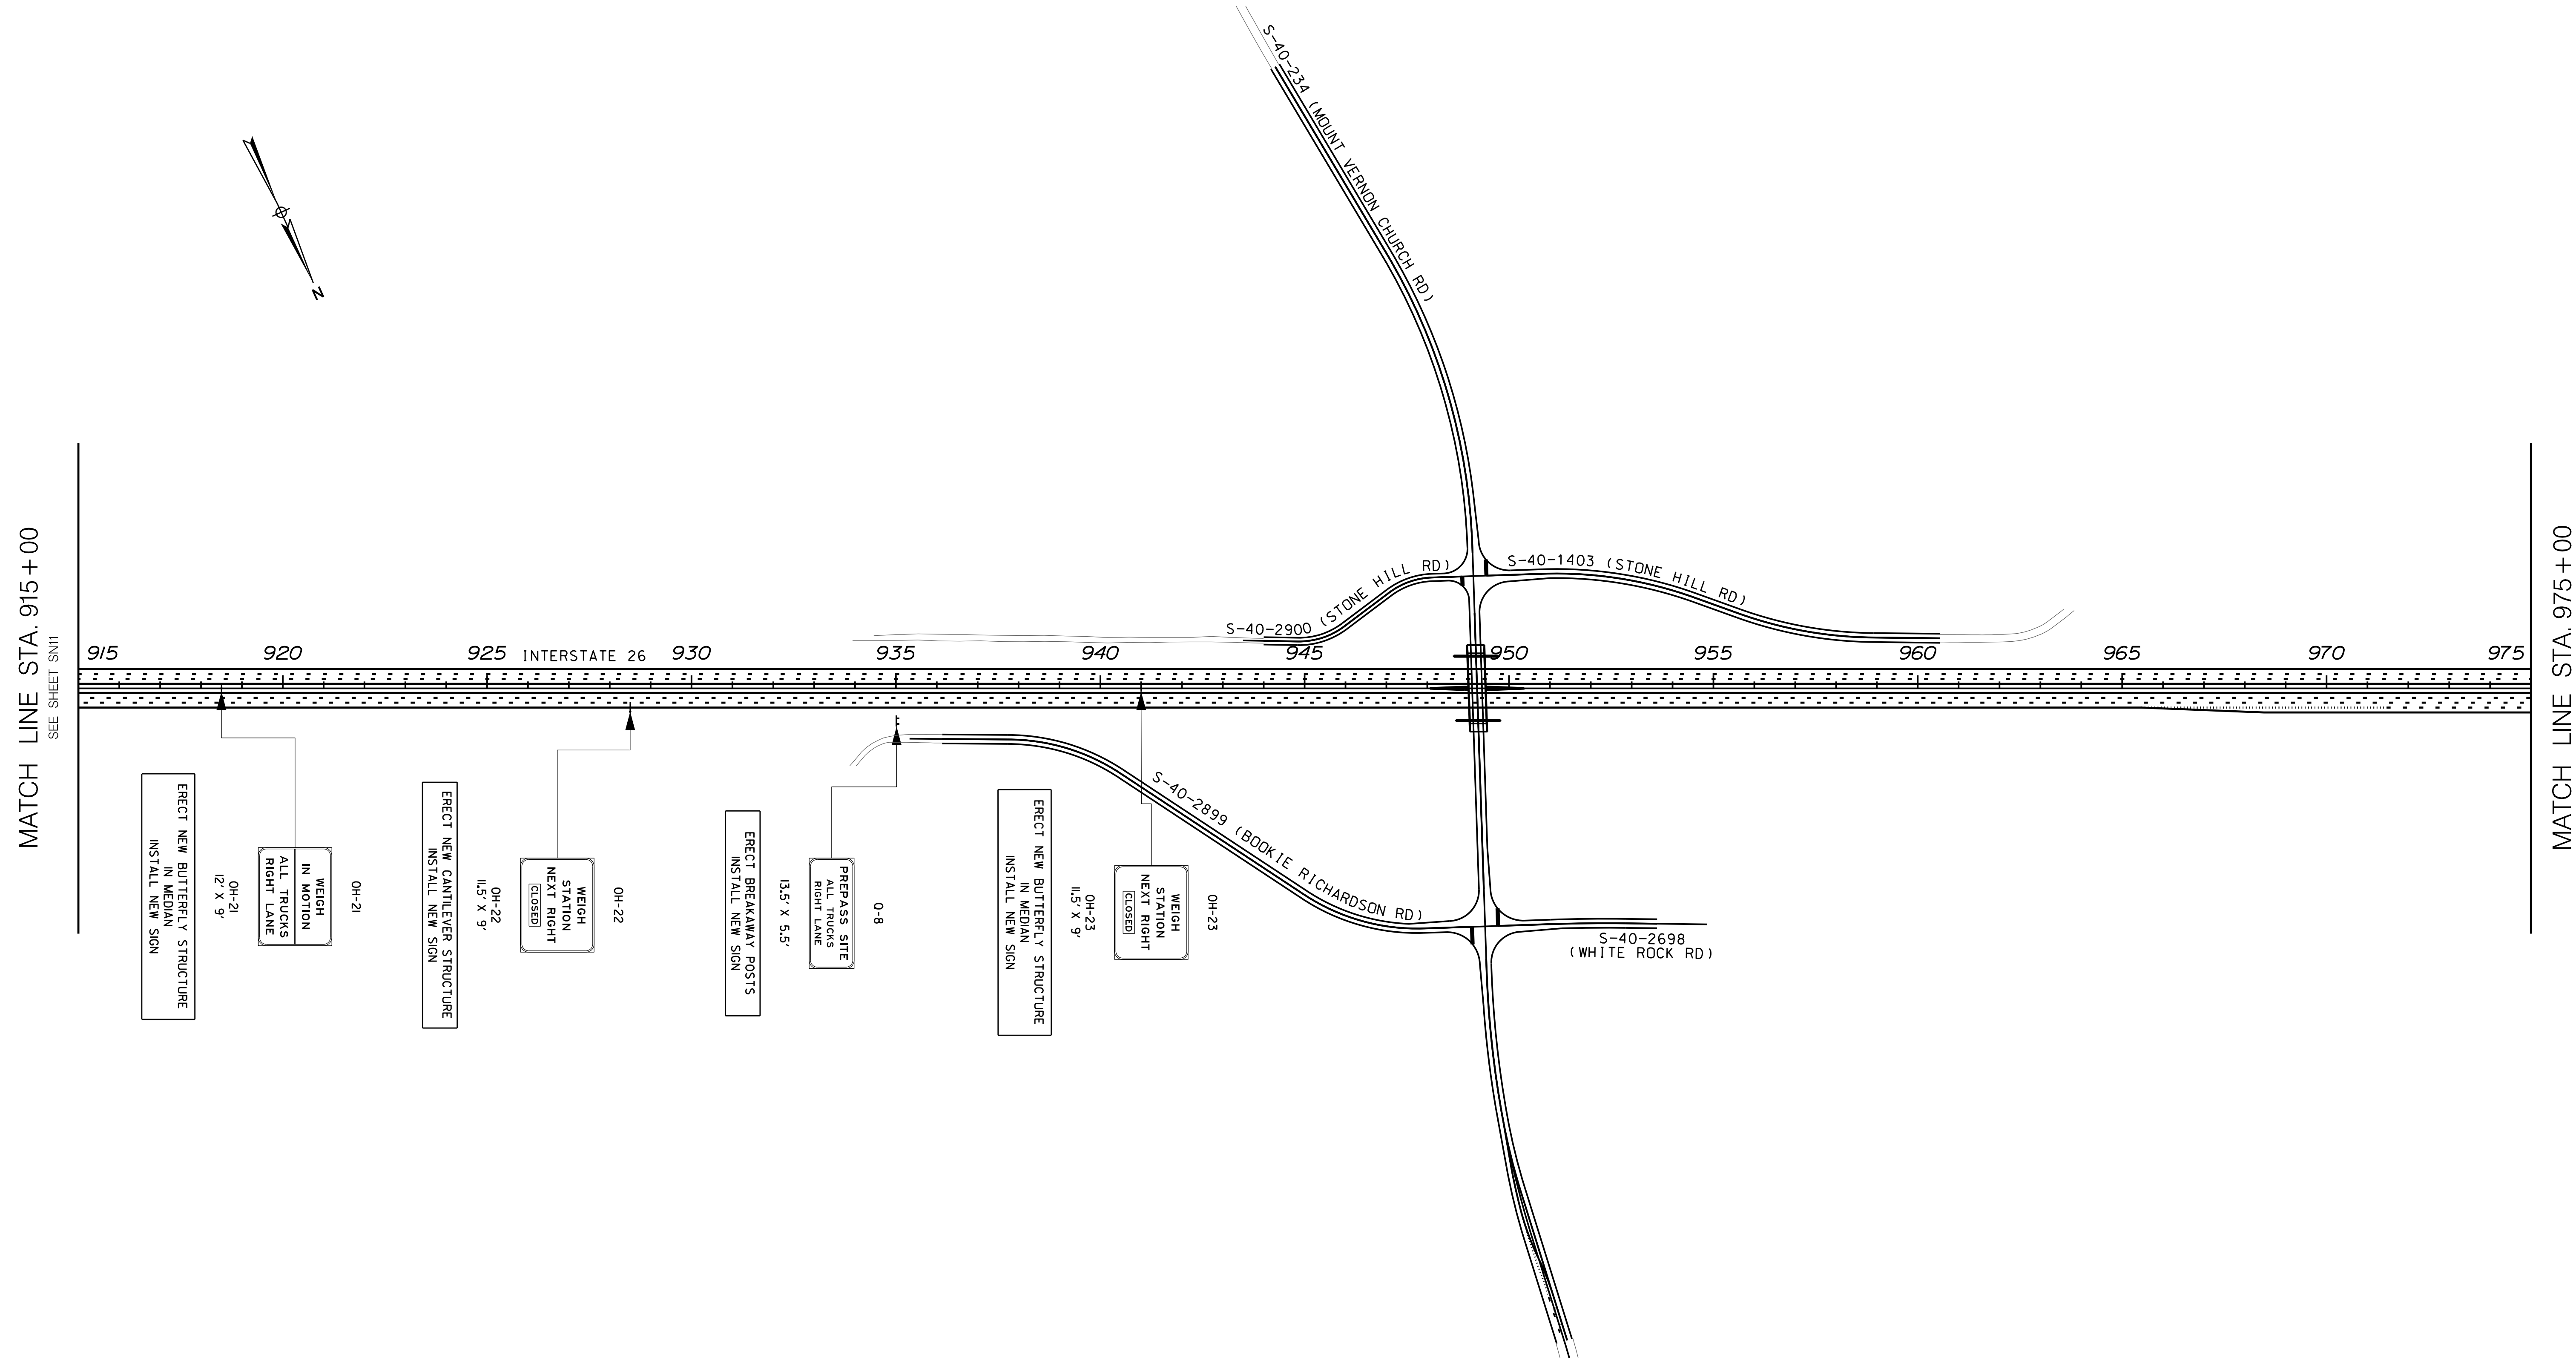 S-40-234 (MOUNT VERNON CHURCH RD)
N
MATCH LINE STA. 915+00
SEE SHEET SN11
MATCH LINE STA. 975+00
S-40-2900 (STONE HILL RD)
S-40-1403 (STONE HILL RD)
915 920 925 INTERSTATE 26 930 935 940 945 950 955 960 965 970 975
S-40-2899 (BOOKIE RICHARDSON RD)
S-40-2698
(WHITE ROCK RD)
OH-21
WEIGH
IN MOTION
ALL TRUCKS
RIGHT LANE
OH-21
12' X 9'
ERECT NEW BUTTERFLY STRUCTURE
IN MEDIAN
INSTALL NEW SIGN
OH-22
WEIGH
STATION
NEXT RIGHT
CLOSED
OH-22
11.5' X 9'
ERECT NEW CANTILEVER STRUCTURE
INSTALL NEW SIGN
O-8
PREPASS SITE
ALL TRUCKS
RIGHT LANE
13.5' X 5.5'
ERECT BREAKAWAY POSTS
INSTALL NEW SIGN
OH-23
WEIGH
STATION
NEXT RIGHT
CLOSED
OH-23
11.5' X 9'
ERECT NEW BUTTERFLY STRUCTURE
IN MEDIAN
INSTALL NEW SIGN